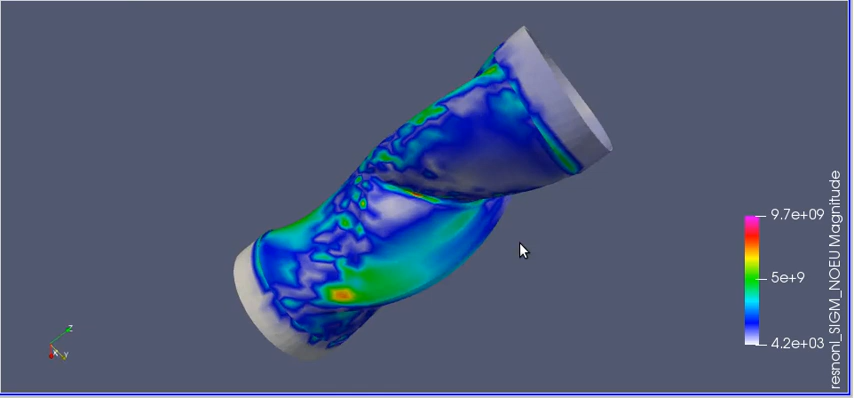 9.7e+09
5e+9
4.2e+03
resnonl_SIGM_NOEU Magnitude
Z
X
Y